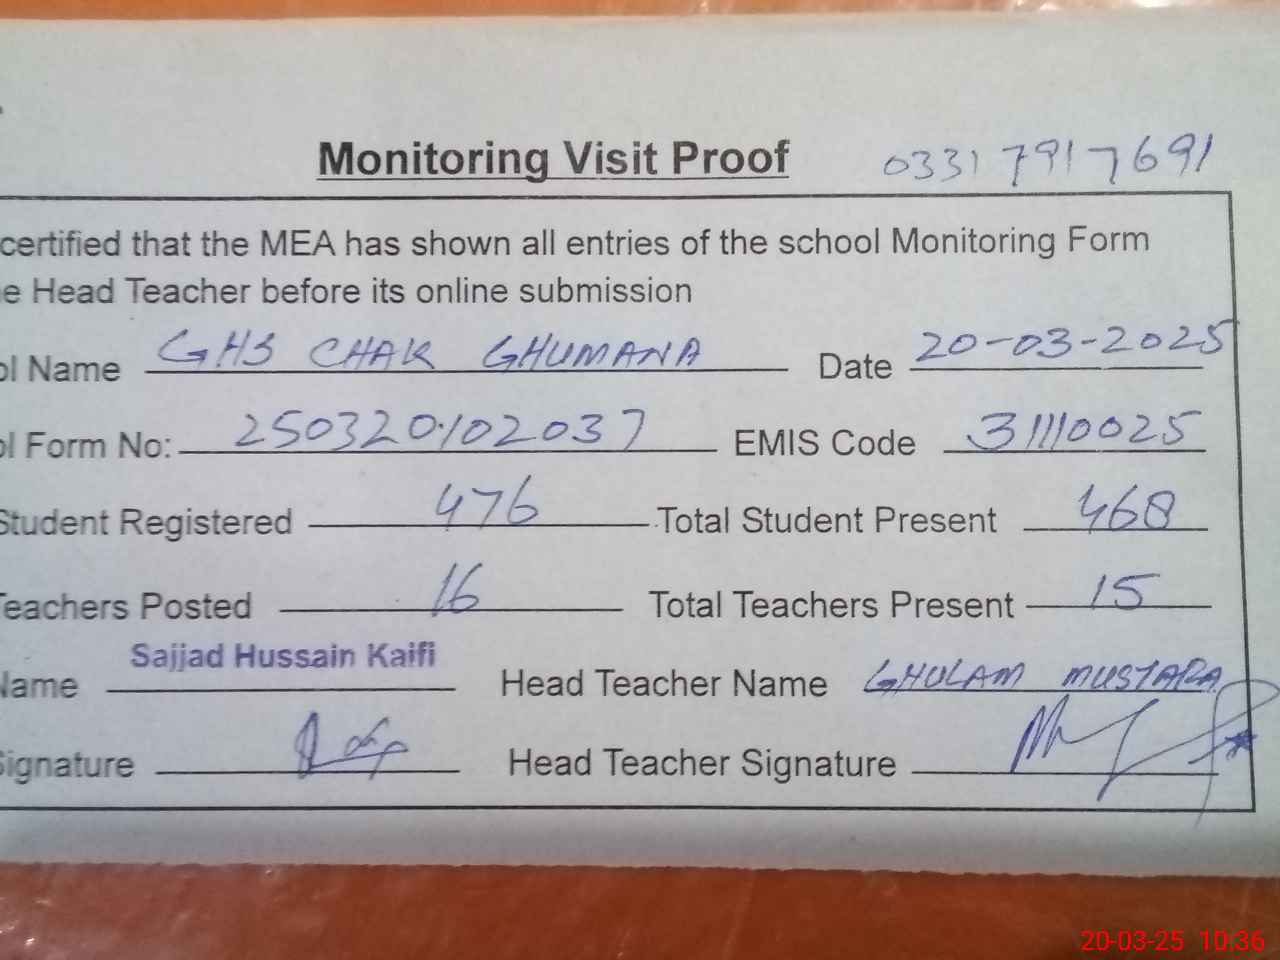 Monitoring Visit Proof 03317917691
certified that the MEA has shown all entries of the school Monitoring Form
e Head Teacher before its online submission
ol Name GHS CHAK GHUMANA Date 20-03-2025
ol Form No: 250320102037 EMIS Code 31110025
Student Registered 476 Total Student Present 468
Teachers Posted 16 Total Teachers Present 15
Name Sajjad Hussain Kaifi Head Teacher Name GHULAM MUSTAFA
Signature Head Teacher Signature
20-03-25 10:36